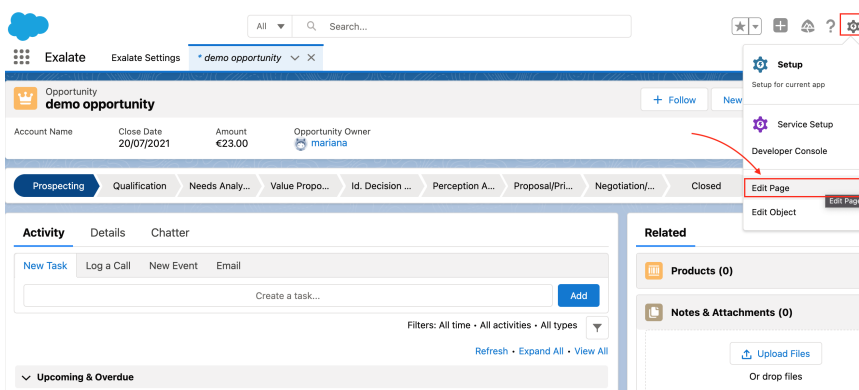 All
Search...
Exalate
Exalate Settings
* demo opportunity
Opportunity
demo opportunity
+ Follow
New
Account Name
Close Date
Amount
Opportunity Owner
20/07/2021
€23.00
mariana
Setup
Setup for current app
Service Setup
Developer Console
Edit Page
Edit Page
Edit Object
Prospecting
Qualification
Needs Analy...
Value Propo...
Id. Decision ...
Perception A...
Proposal/Pri...
Negotiation/...
Closed
Activity
Details
Chatter
New Task
Log a Call
New Event
Email
Create a task...
Add
Filters: All time • All activities • All types
Refresh • Expand All • View All
Upcoming & Overdue
Related
Products (0)
Notes & Attachments (0)
Upload Files
Or drop files